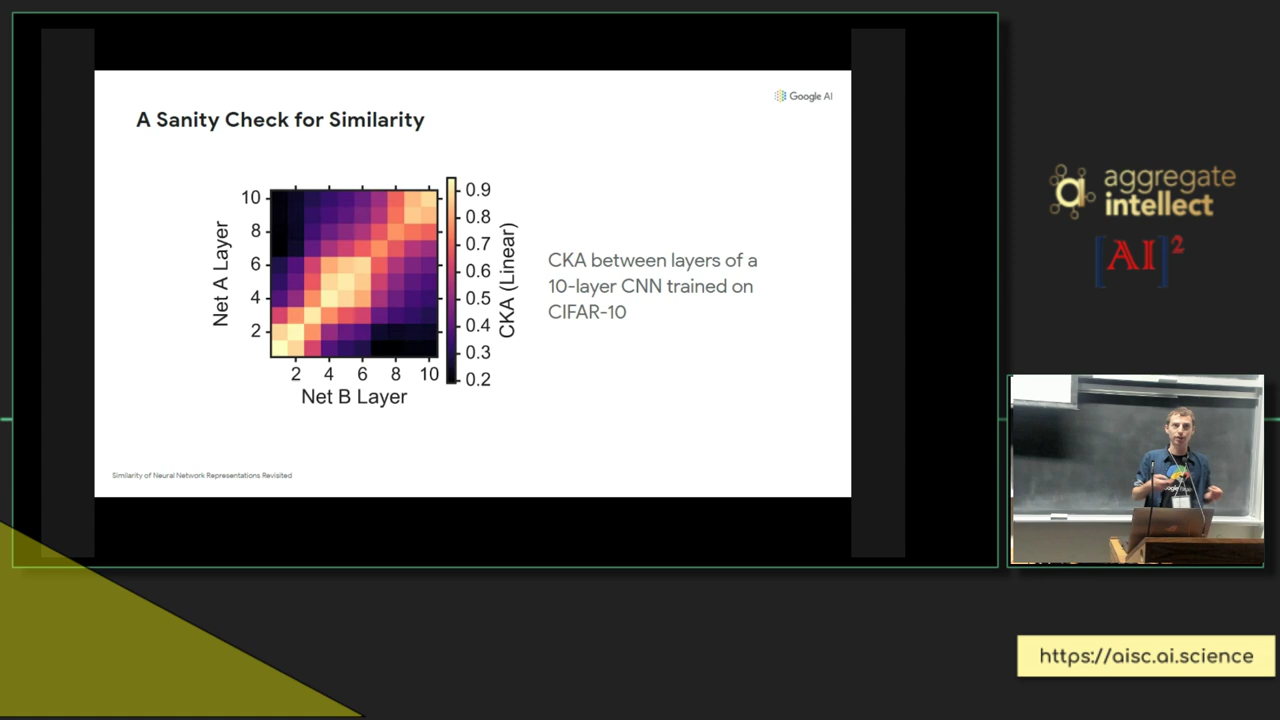 Google AI
A Sanity Check for Similarity
10
8
6
4
2
Net A Layer
2 4 6 8 10
Net B Layer
0.9
0.8
0.7
0.6
0.5
0.4
0.3
0.2
CKA (Linear)
CKA between layers of a
10-layer CNN trained on
CIFAR-10
Similarity of Neural Network Representations Revisited
aggregate
intellect
[AI]²
https://aisc.ai.science